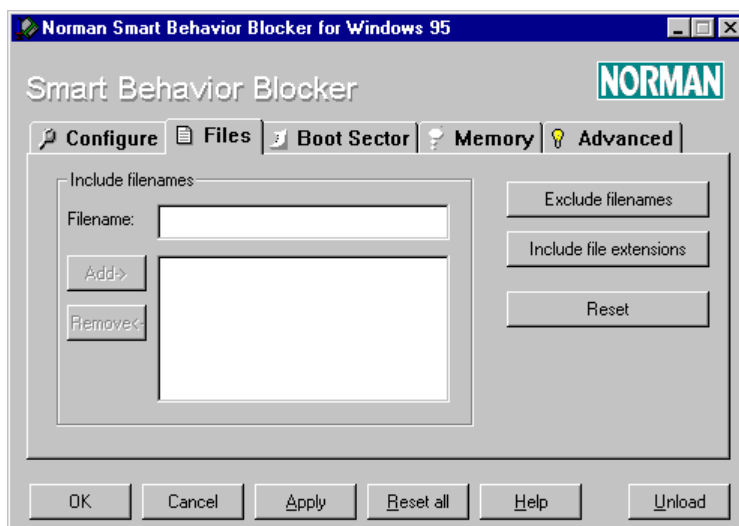 Norman Smart Behavior Blocker for Windows 95
Smart Behavior Blocker
NORMAN
Configure Files Boot Sector Memory Advanced
Include filenames
Filename:
Add->
Remove<-
Exclude filenames
Include file extensions
Reset
OK Cancel Apply Reset all Help Unload